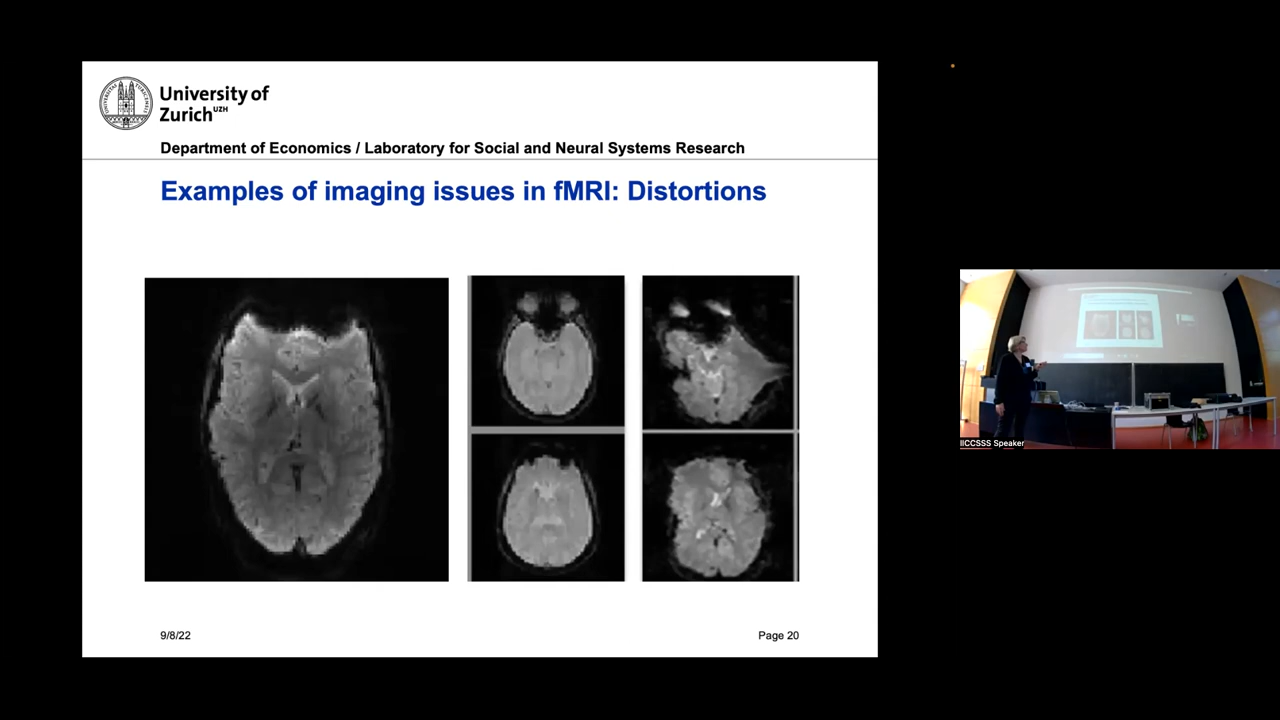 University of
Zurich UZH
Department of Economics / Laboratory for Social and Neural Systems Research
Examples of imaging issues in fMRI: Distortions
9/8/22
Page 20
IICCSSS Speaker